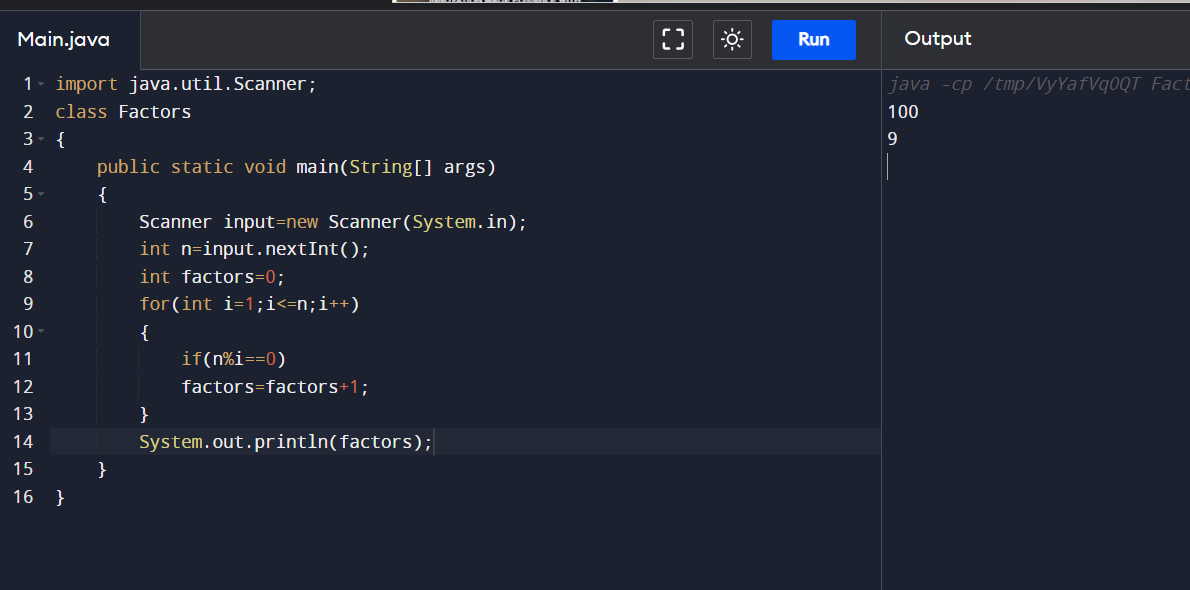 Main.java
Run
Output
1 import java.util.Scanner;
2 class Factors
3 {
4 public static void main(String[] args)
5 {
6 Scanner input=new Scanner(System.in);
7 int n=input.nextInt();
8 int factors=0;
9 for(int i=1;i<=n;i++)
10 {
11 if(n%i==0)
12 factors=factors+1;
13 }
14 System.out.println(factors);
15 }
16 }
java -cp /tmp/VyYafVq0QT Fact
100
9